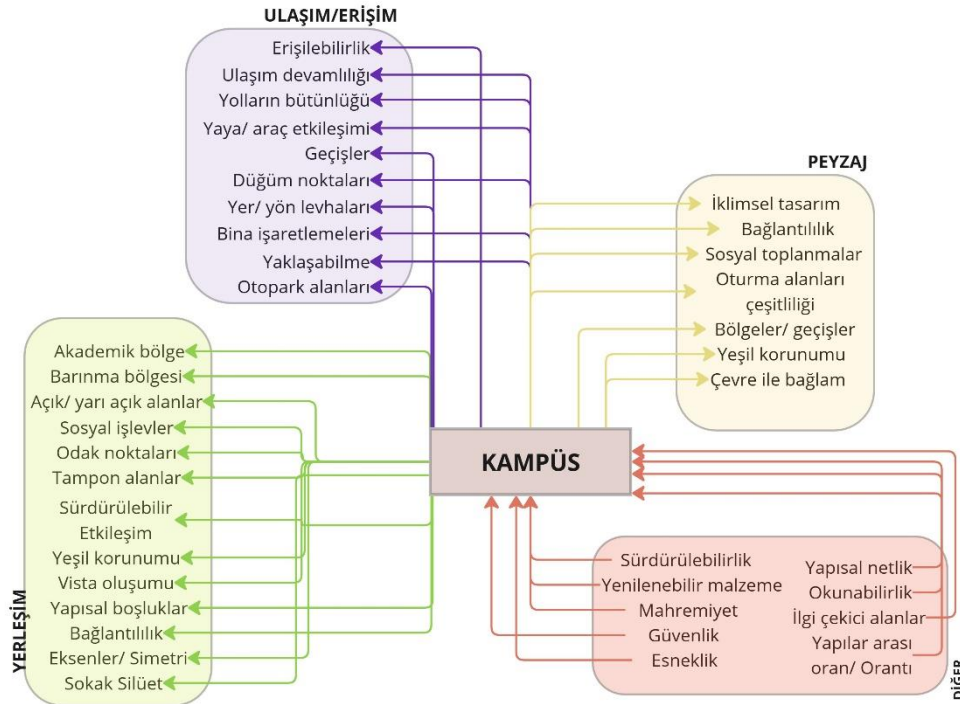 ULAŞIM/ERİŞİM
Erişilebilirlik
Ulaşım devamlılığı
Yolların bütünlüğü
Yaya/ araç etkileşimi
Geçişler
Düğüm noktaları
Yer/ yön levhaları
Bina işaretlemeleri
Yaklaşabilme
Otopark alanları
PEYZAJ
İklimsel tasarım
Bağlantılılık
Sosyal toplanmalar
Oturma alanları
çeşitliliği
Bölgeler/ geçişler
Yeşil korunumu
Çevre ile bağlam
YERLEŞİM
Akademik bölge
Barınma bölgesi
Açık/ yarı açık alanlar
Sosyal işlevler
Odak noktaları
Tampon alanlar
Sürdürülebilir
Etkileşim
Yeşil korunumu
Vista oluşumu
Yapısal boşluklar
Bağlantılılık
Eksenler/ Simetri
Sokak Silüet
KAMPÜS
Sürdürülebilirlik
Yenilenebilir malzeme
Mahremiyet
Güvenlik
Esneklik
Yapısal netlik
Okunabilirlik
İlgi çekici alanlar
Yapılar arası
oran/ Orantı
DİĞER